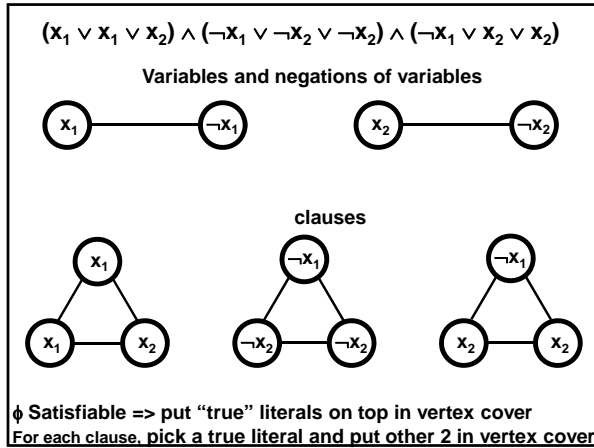 (x₁ ∨ x₁ ∨ x₂) ∧ (¬x₁ ∨ ¬x₂ ∨ ¬x₂) ∧ (¬x₁ ∨ x₂ ∨ x₂)
Variables and negations of variables
x₁ ¬x₁ x₂ ¬x₂
clauses
x₁ ¬x₁ ¬x₁
x₁ x₂ ¬x₂ ¬x₂ x₂ x₂
ϕ Satisfiable => put “true” literals on top in vertex cover
For each clause, pick a true literal and put other 2 in vertex cover